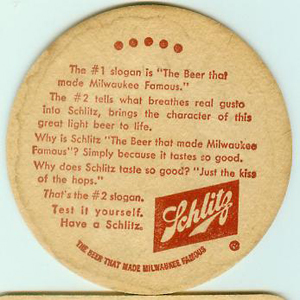 The #1 slogan is "The Beer that
made Milwaukee Famous."
The #2 tells what breathes real gusto
into Schlitz, brings the character of this
great light beer to life.
Why is Schlitz "The Beer that made Milwaukee
Famous"? Simply because it tastes so good.
Why does Schlitz taste so good? "Just the kiss
of the hops."
That's the #2 slogan.
Test it yourself.
Have a Schlitz.
Schlitz
THE BEER THAT MADE MILWAUKEE FAMOUS